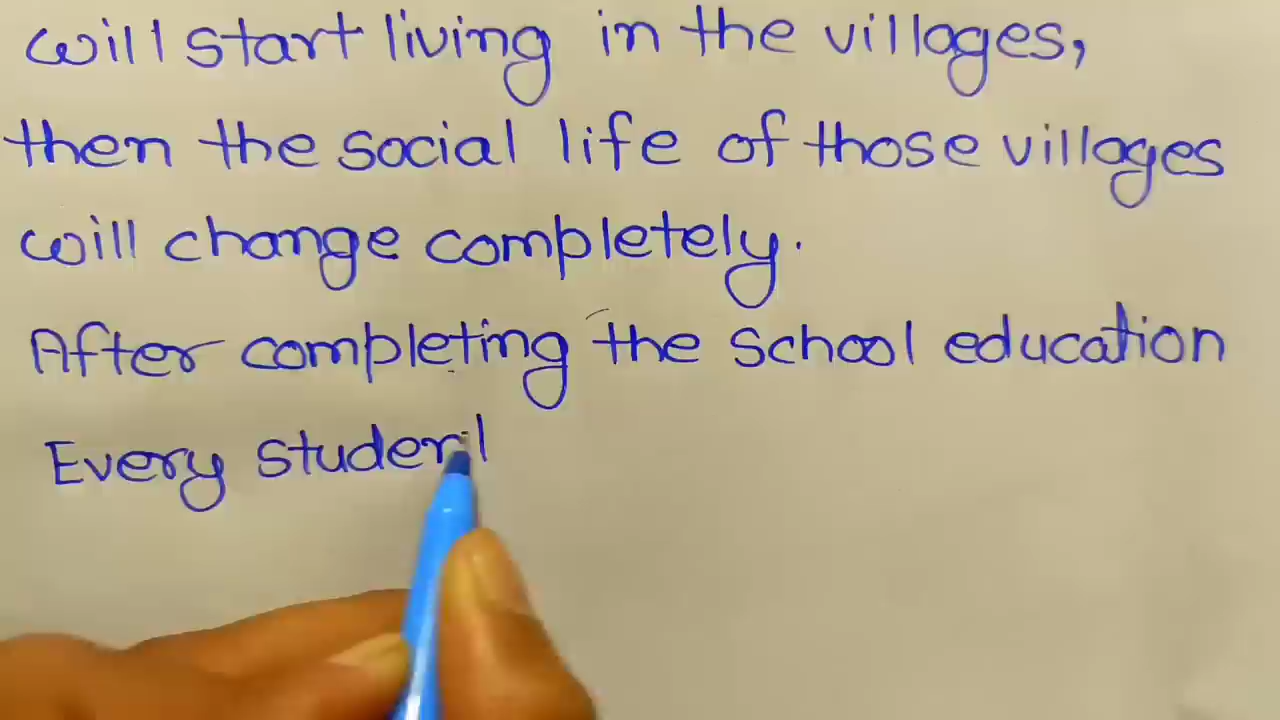 will start living in the villages,
then the social life of those villages
will change completely.
After completing the school education
Every